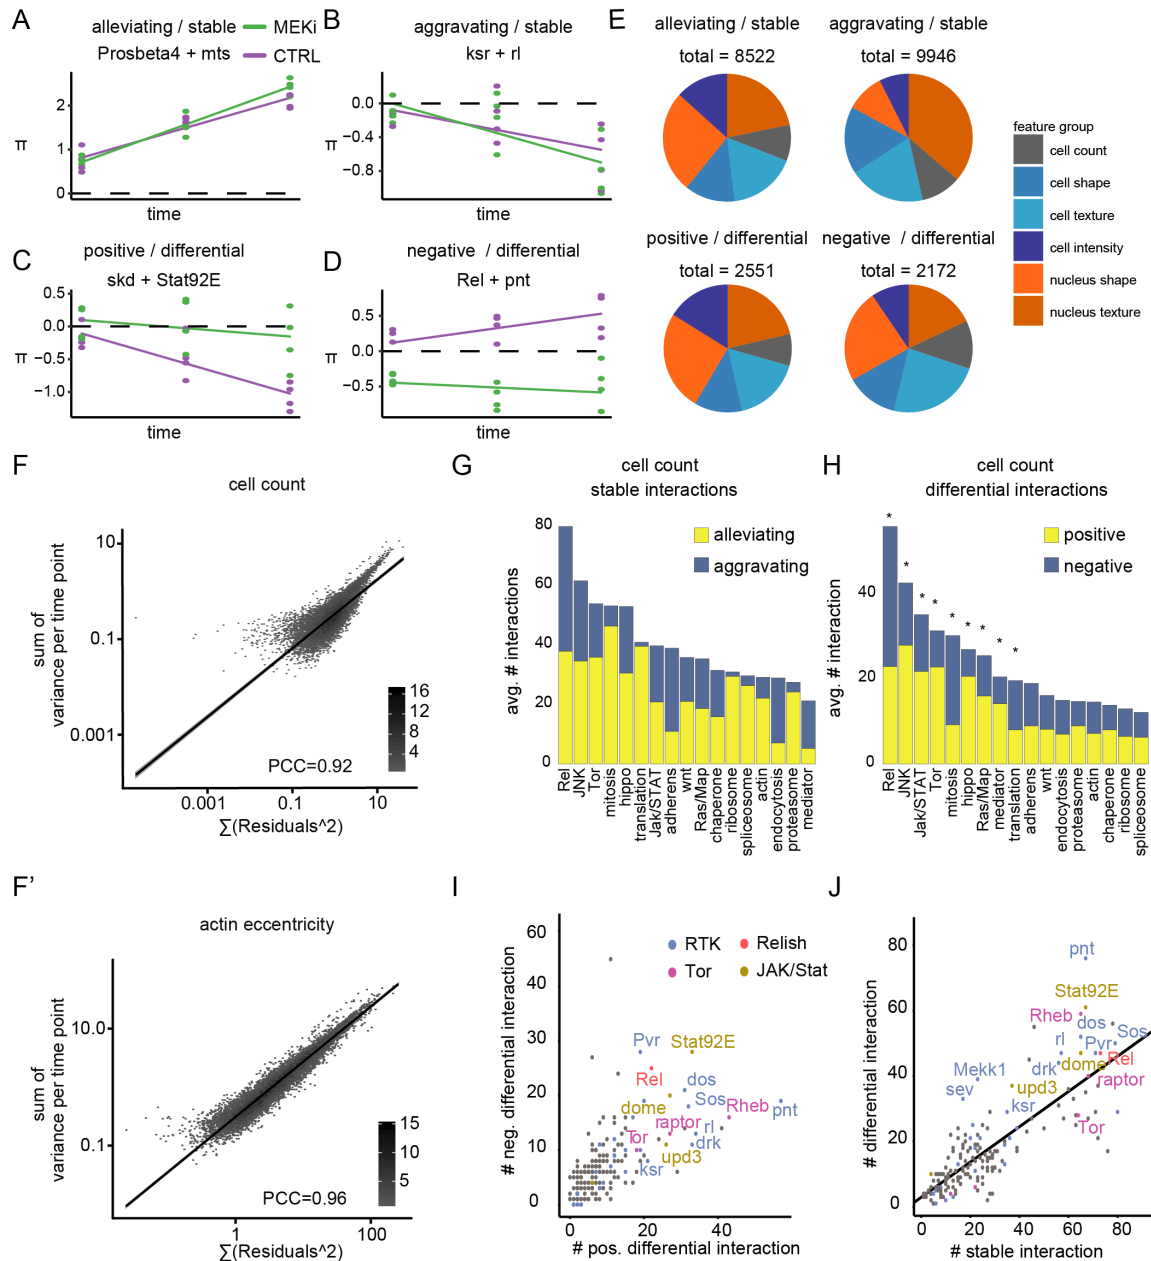 A
alleviating / stable
Prosbeta4 + mts
MEKi
CTRL
2
1
0
π
time
B
aggravating / stable
ksr + rl
0.0
−0.4
−0.8
π
time
C
positive / differential
skd + Stat92E
0.5
0.0
−0.5
−1.0
π
time
D
negative / differential
Rel + pnt
0.5
0.0
−0.5
π
time
E
alleviating / stable
total = 8522
aggravating / stable
total = 9946
positive / differential
total = 2551
negative / differential
total = 2172
feature group
cell count
cell shape
cell texture
cell intensity
nucleus shape
nucleus texture
F
cell count
10
0.1
0.001
sum of
variance per time point
16
12
8
4
PCC=0.92
0.001
0.1
10
∑(Residuals^2)
F’
actin eccentricity
10.0
0.1
sum of
variance per time point
15
10
5
PCC=0.96
1
100
∑(Residuals^2)
G
cell count
stable interactions
alleviating
aggravating
80
60
40
20
0
avg. # interactions
Rel
JNK
Tor
mitosis
hippo
translation
Jak/STAT
adherens
wnt
Ras/Map
chaperone
ribosome
spliceosome
actin
endocytosis
proteasome
mediator
H
cell count
differential interactions
positive
negative
40
20
0
avg. # interaction
* * * * * * * * *
Rel
JNK
Jak/STAT
Tor
mitosis
hippo
Ras/Map
mediator
translation
adherens
wnt
endocytosis
proteasome
actin
chaperone
ribosome
spliceosome
I
RTK
Relish
Tor
JAK/Stat
60
40
30
20
10
0
# neg. differential interaction
Pvr
Stat92E
Rel
dos
dome
Sos
Rheb
pnt
raptor
Tor
rl
drk
upd3
ksr
0
20
40
# pos. differential interaction
J
80
60
40
20
0
# differential interaction
pnt
Stat92E
Rheb
dos
Sos
rl
Pvr
Rel
dome
drk
Mekk1
raptor
sev
upd3
ksr
Tor
0
20
40
60
80
# stable interaction